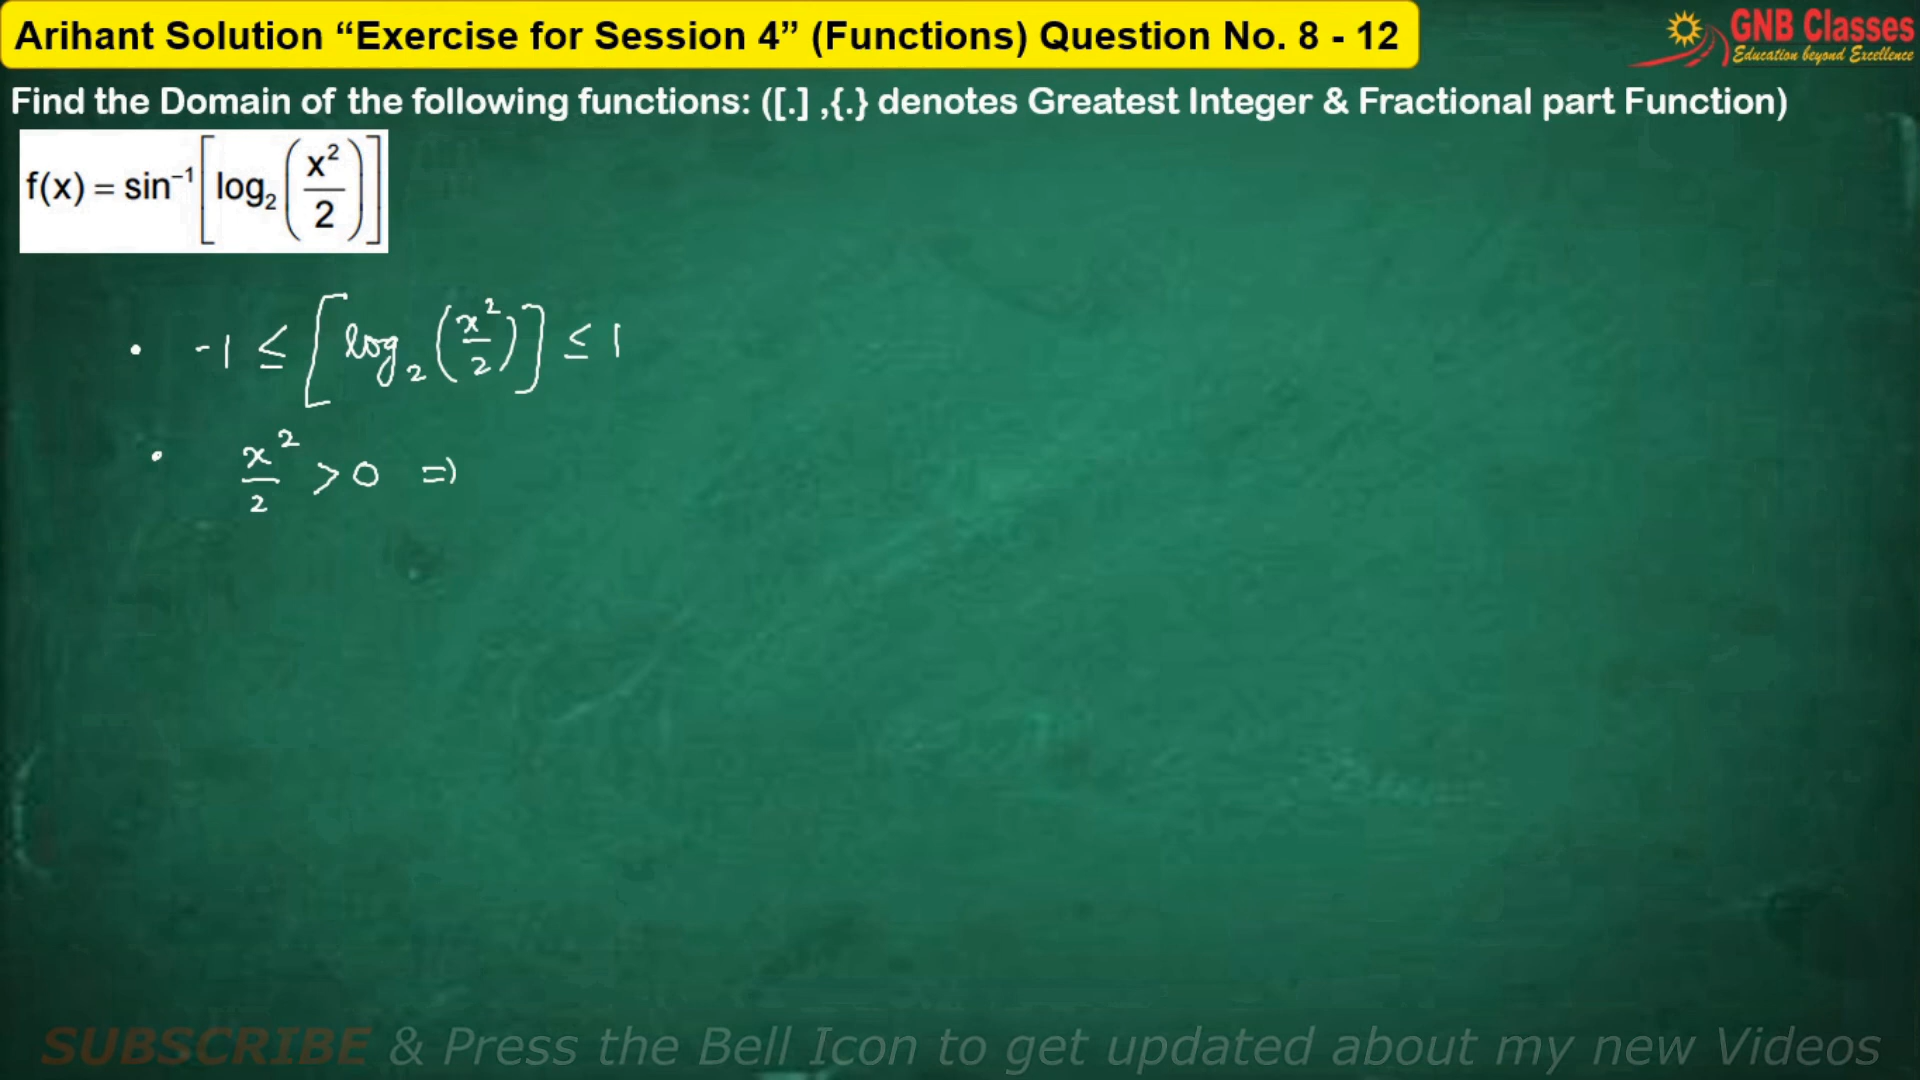 Arihant Solution “Exercise for Session 4” (Functions) Question No. 8 - 12
GNB Classes
Education beyond Excellence
Find the Domain of the following functions: ([.] ,{.} denotes Greatest Integer & Fractional part Function)
f(x) = sin⁻¹[log₂(x²/2)]
• -1 ≤ [log₂(x²/2)] ≤ 1
• x²/2 > 0 ⇒
SUBSCRIBE & Press the Bell Icon to get updated about my new Videos